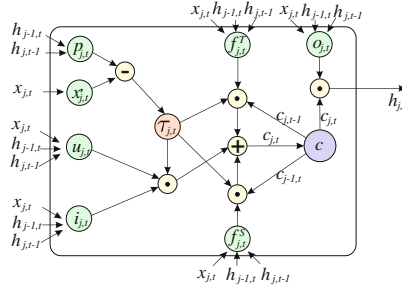 x_{j,t} h_{j-1,t} h_{j,t-1}
x_{j,t} h_{j-1,t} h_{j,t-1}
h_{j-1,t}
h_{j,t-1}
p_{j,t}
f^T_{j,t}
o_{j,t}
-
x_{j,t}
x'_{j,t}
h_{j,
τ_{j,t}
c_{j,t-1}
c_{j,t}
x_{j,t}
h_{j-1,t}
h_{j,t-1}
u_{j,t}
+
c_{j,t}
c
c_{j-1,t}
x_{j,t}
h_{j-1,t}
h_{j,t-1}
i_{j,t}
f^S_{j,t}
x_{j,t} h_{j-1,t} h_{j,t-1}